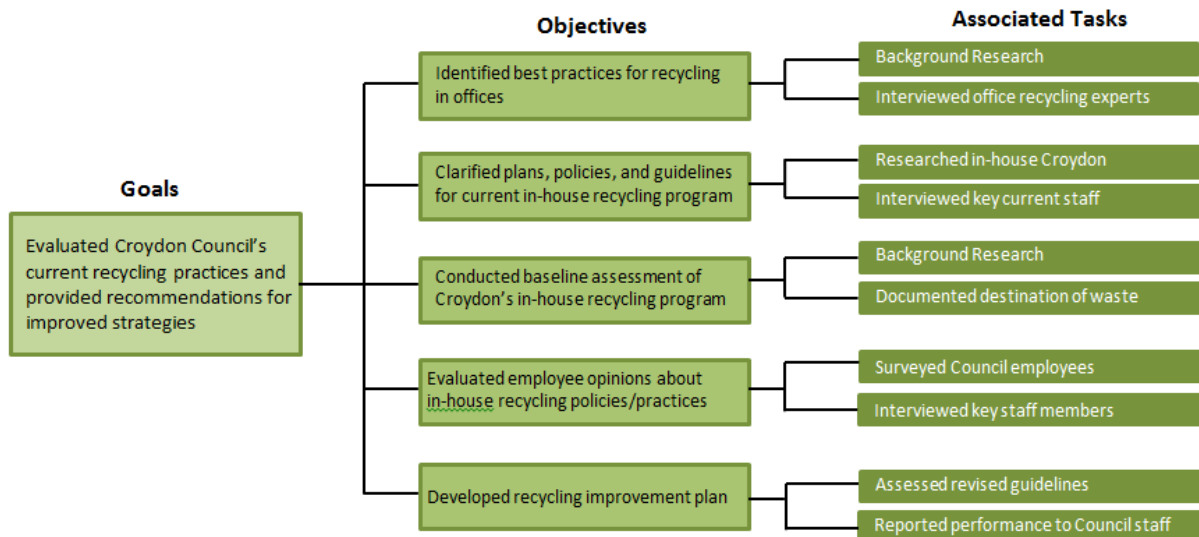 Goals
Evaluated Croydon Council's
current recycling practices and
provided recommendations for
improved strategies
Objectives
Identified best practices for recycling
in offices
Clarified plans, policies, and guidelines
for current in-house recycling program
Conducted baseline assessment of
Croydon's in-house recycling program
Evaluated employee opinions about
in-house recycling policies/practices
Developed recycling improvement plan
Associated Tasks
Background Research
Interviewed office recycling experts
Researched in-house Croydon
Interviewed key current staff
Background Research
Documented destination of waste
Surveyed Council employees
Interviewed key staff members
Assessed revised guidelines
Reported performance to Council staff